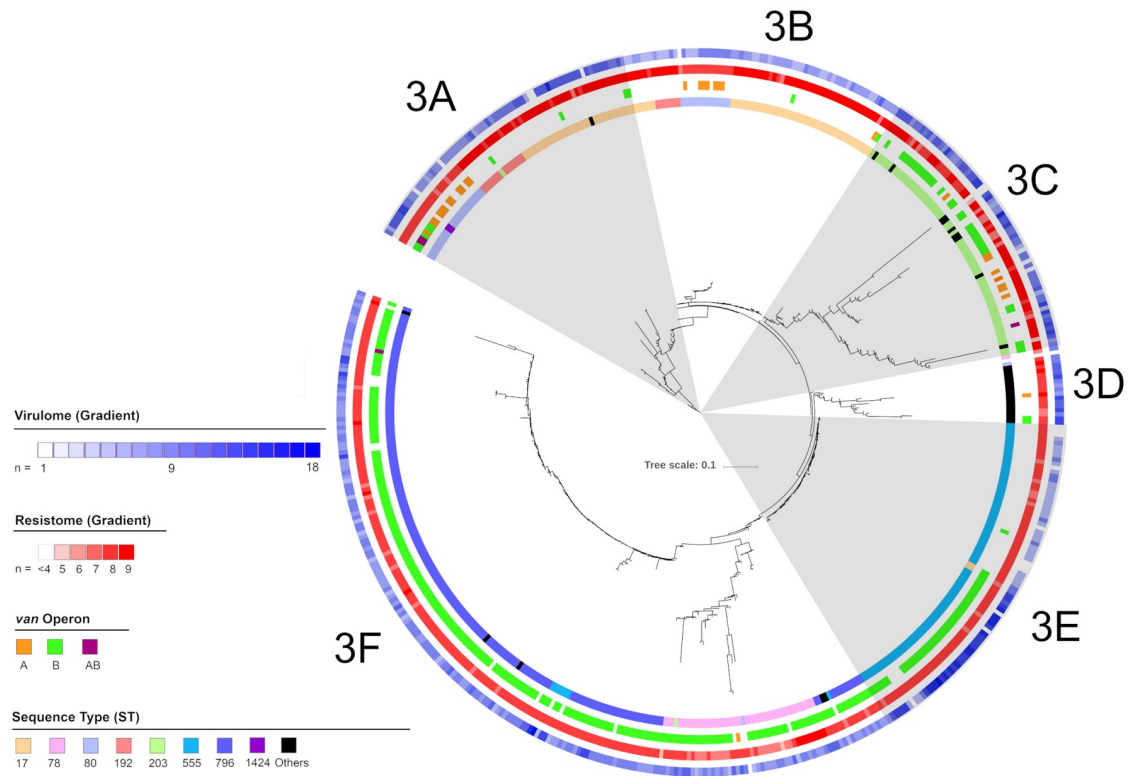 3A
3B
3C
3D
3E
3F
Tree scale: 0.1
Virulome (Gradient)
n = 1 9 18
Resistome (Gradient)
n = <4 5 6 7 8 9
van Operon
A B AB
Sequence Type (ST)
17 78 80 192 203 555 796 1424 Others